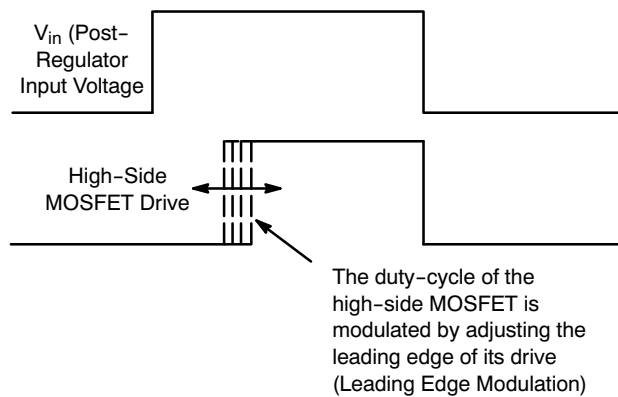 V_in (Post-
Regulator
Input Voltage
High-Side
MOSFET Drive
The duty-cycle of the
high-side MOSFET is
modulated by adjusting the
leading edge of its drive
(Leading Edge Modulation)